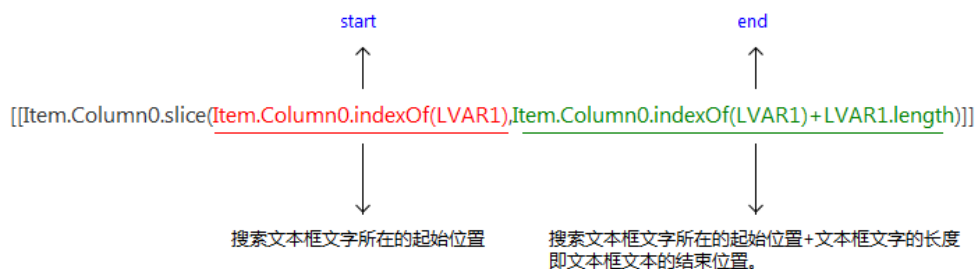 start
end
[[Item.Column0.slice(Item.Column0.indexOf(LVAR1),Item.Column0.indexOf(LVAR1)+LVAR1.length)]]
搜索文本框文字所在的起始位置
搜索文本框文字所在的起始位置+文本框文字的长度
即文本框文本的结束位置。